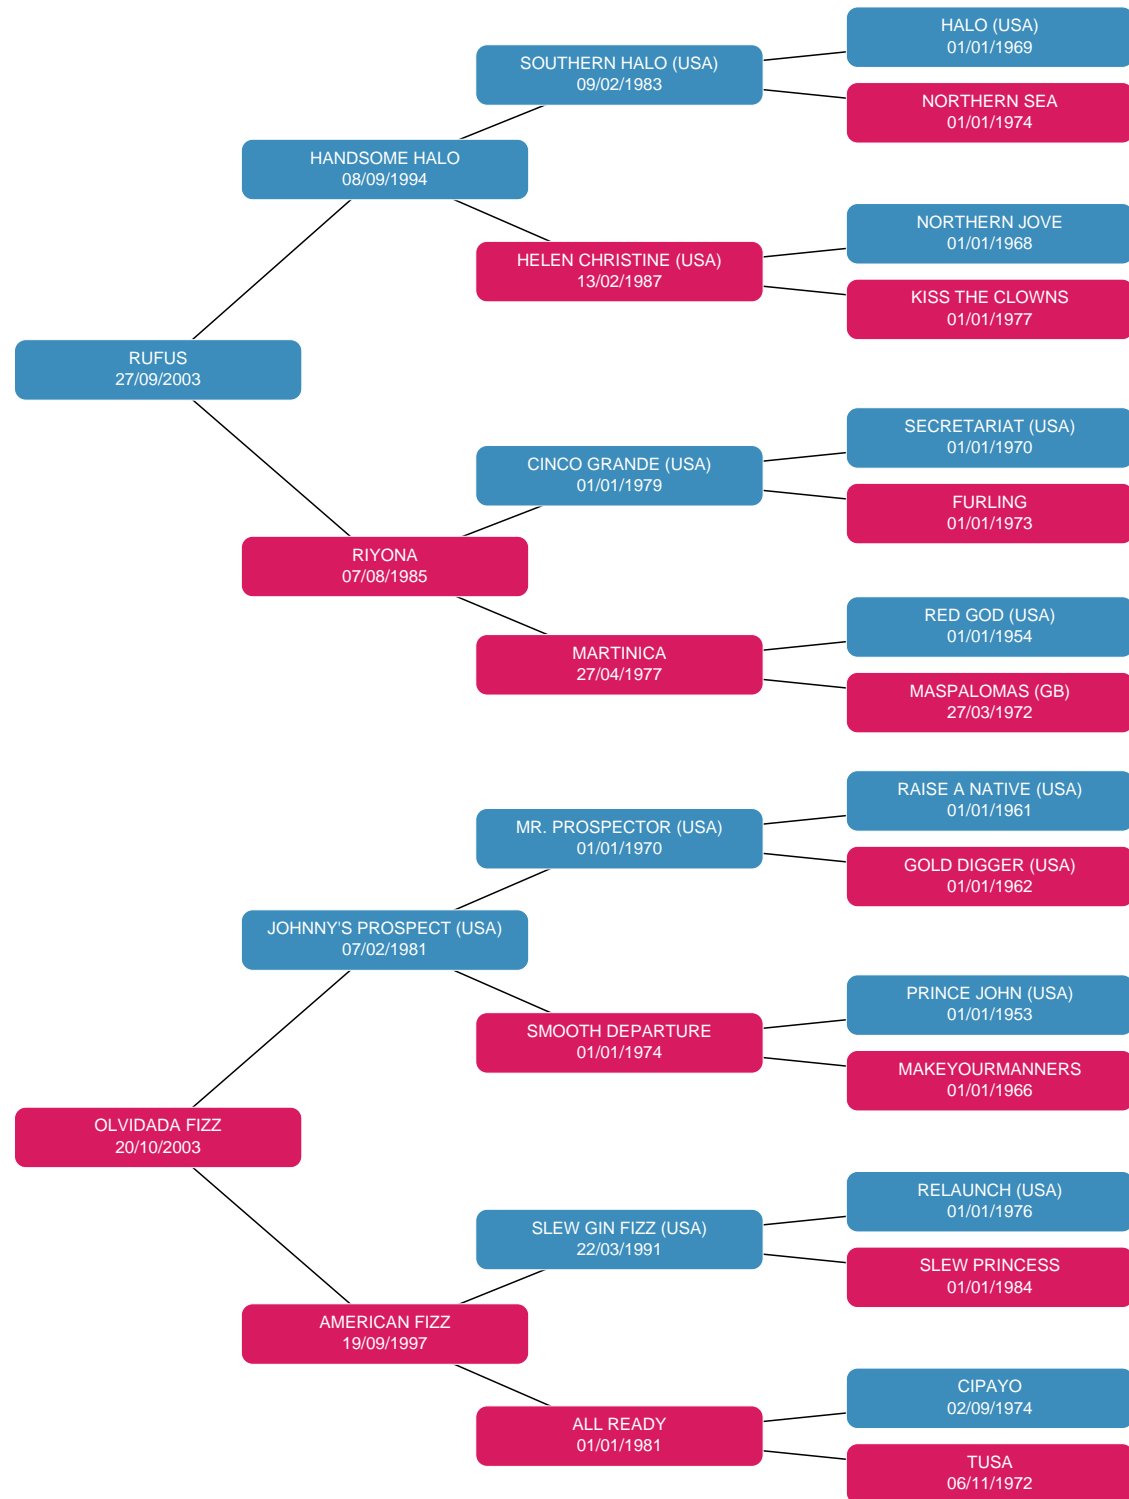 HALO (USA)
01/01/1969
SOUTHERN HALO (USA)
09/02/1983
NORTHERN SEA
01/01/1974
HANDSOME HALO
08/09/1994
NORTHERN JOVE
01/01/1968
HELEN CHRISTINE (USA)
13/02/1987
KISS THE CLOWNS
01/01/1977
RUFUS
27/09/2003
SECRETARIAT (USA)
01/01/1970
CINCO GRANDE (USA)
01/01/1979
FURLING
01/01/1973
RIYONA
07/08/1985
RED GOD (USA)
01/01/1954
MARTINICA
27/04/1977
MASPALOMAS (GB)
27/03/1972
RAISE A NATIVE (USA)
01/01/1961
MR. PROSPECTOR (USA)
01/01/1970
GOLD DIGGER (USA)
01/01/1962
JOHNNY'S PROSPECT (USA)
07/02/1981
PRINCE JOHN (USA)
01/01/1953
SMOOTH DEPARTURE
01/01/1974
MAKEYOURMANNERS
01/01/1966
OLVIDADA FIZZ
20/10/2003
RELAUNCH (USA)
01/01/1976
SLEW GIN FIZZ (USA)
22/03/1991
SLEW PRINCESS
01/01/1984
AMERICAN FIZZ
19/09/1997
CIPAYO
02/09/1974
ALL READY
01/01/1981
TUSA
06/11/1972